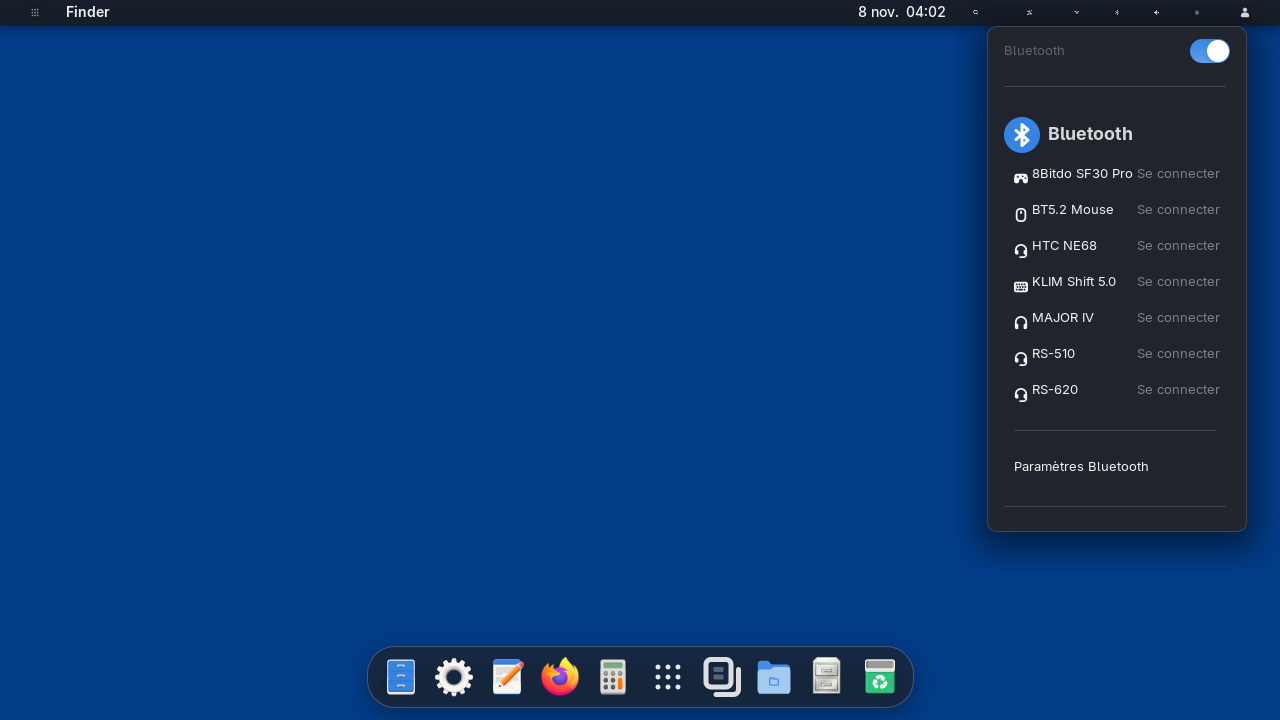 Finder
8 nov.  04:02
Bluetooth
Bluetooth
8Bitdo SF30 Pro Se connecter
BT5.2 Mouse Se connecter
HTC NE68 Se connecter
KLIM Shift 5.0 Se connecter
MAJOR IV Se connecter
RS-510 Se connecter
RS-620 Se connecter
Paramètres Bluetooth